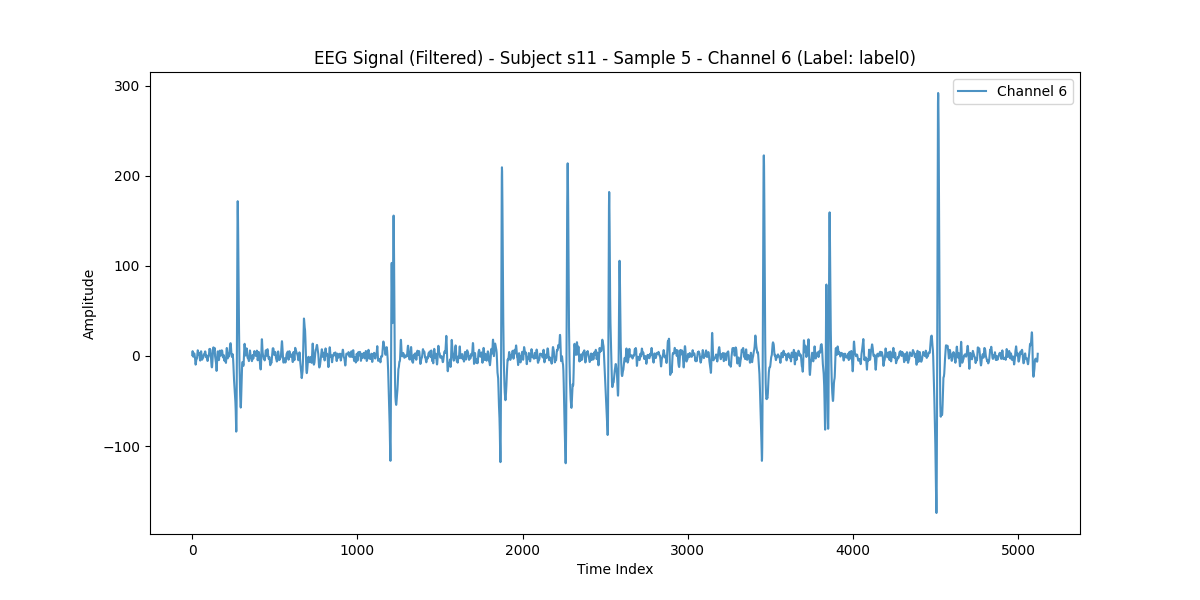 EEG Signal (Filtered) - Subject s11 - Sample 5 - Channel 6 (Label: label0)
Channel 6
300
200
100
0
−100
Amplitude
0 1000 2000 3000 4000 5000
Time Index